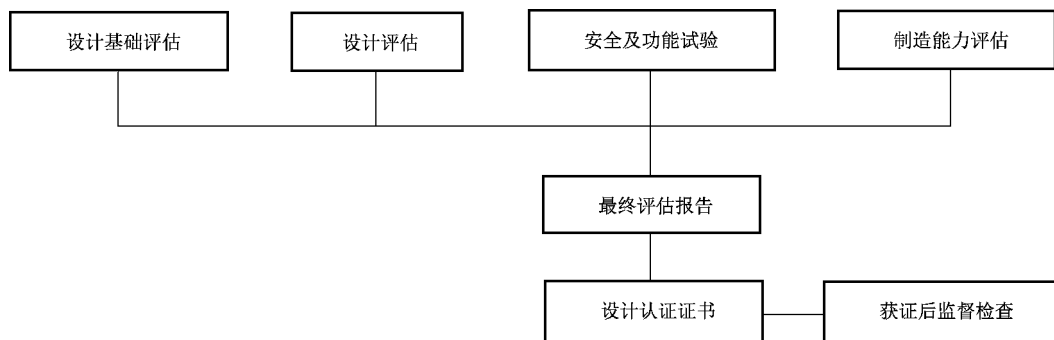 设计基础评估
设计评估
安全及功能试验
制造能力评估
最终评估报告
设计认证证书
获证后监督检查